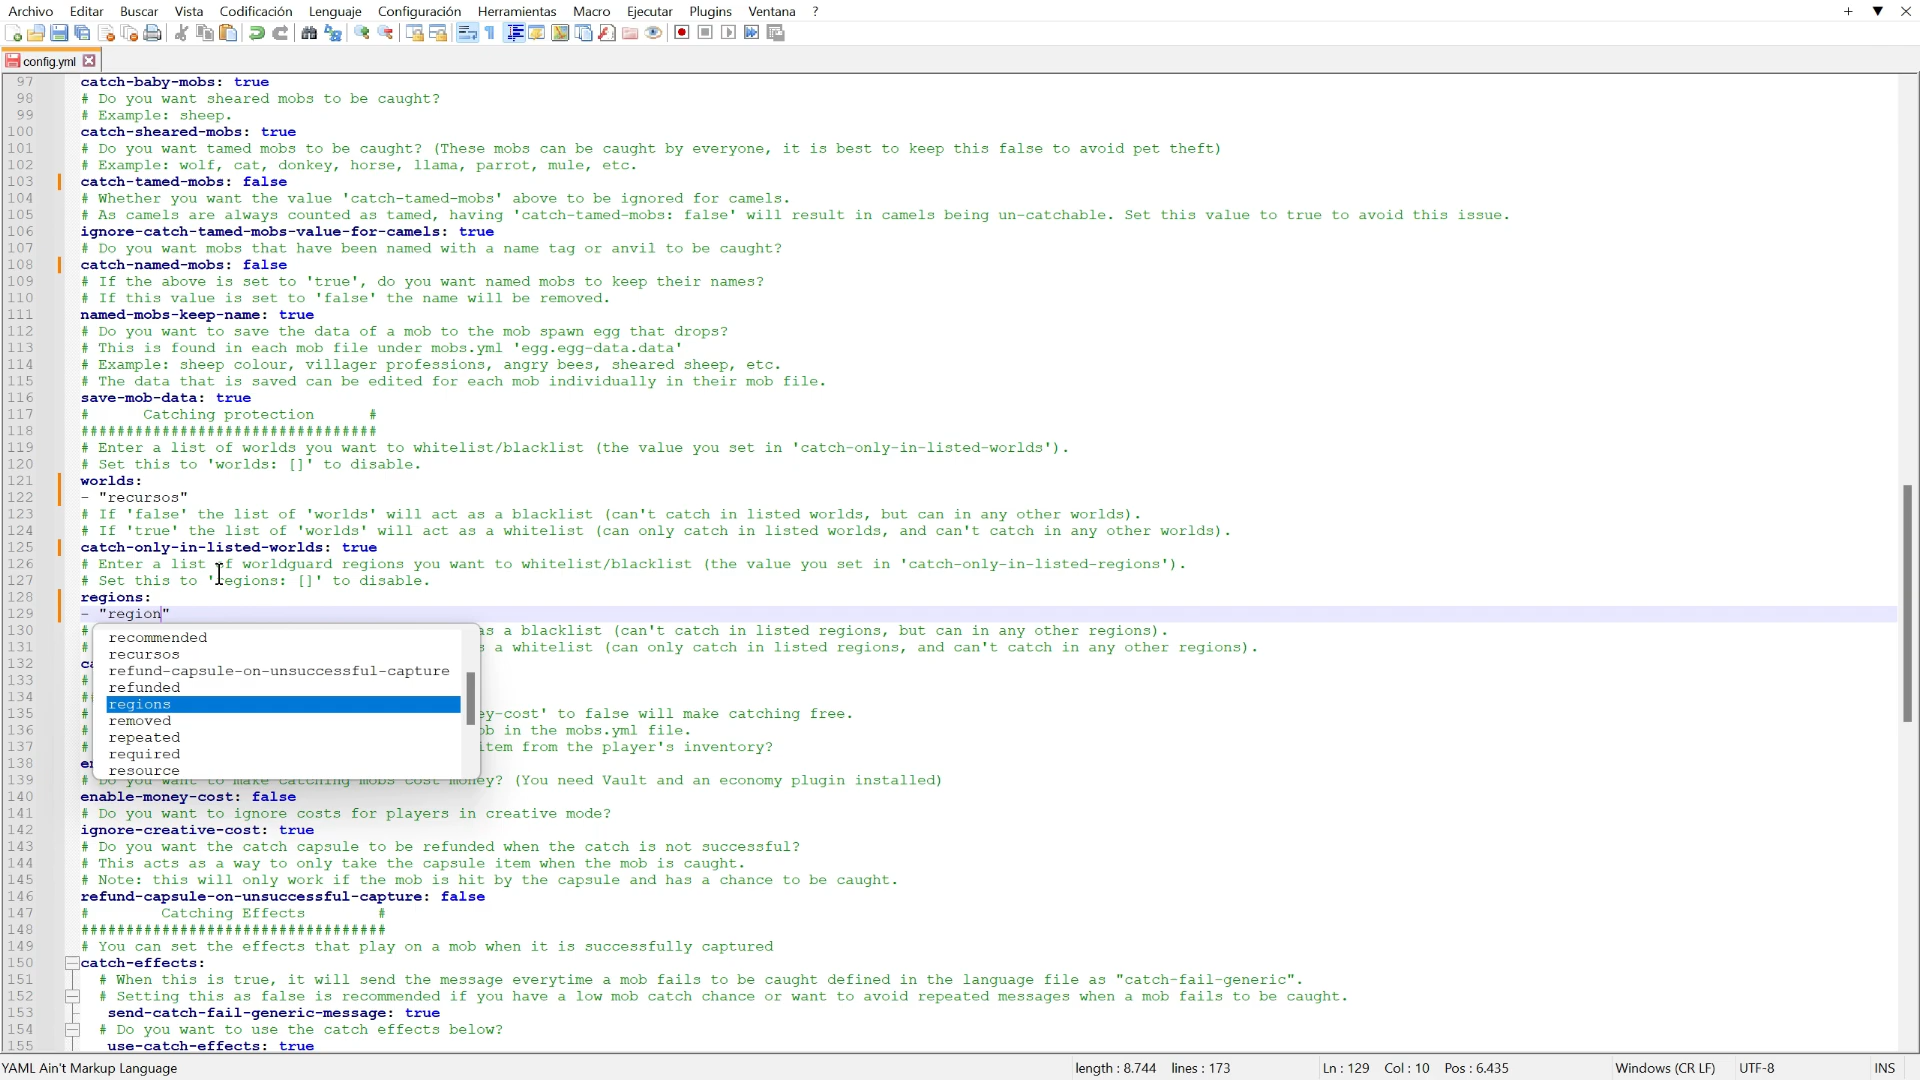 Archivo Editar Buscar Vista Codificación Lenguaje Configuración Herramientas Macro Ejecutar Plugins Ventana ?
config.yml
97 catch-baby-mobs: true
98 # Do you want sheared mobs to be caught?
99 # Example: sheep.
100 catch-sheared-mobs: true
101 # Do you want tamed mobs to be caught? (These mobs can be caught by everyone, it is best to keep this false to avoid pet theft)
102 # Example: wolf, cat, donkey, horse, llama, parrot, mule, etc.
103 catch-tamed-mobs: false
104 # Whether you want the value 'catch-tamed-mobs' above to be ignored for camels.
105 # As camels are always counted as tamed, having 'catch-tamed-mobs: false' will result in camels being un-catchable. Set this value to true to avoid this issue.
106 ignore-catch-tamed-mobs-value-for-camels: true
107 # Do you want mobs that have been named with a name tag or anvil to be caught?
108 catch-named-mobs: false
109 # If the above is set to 'true', do you want named mobs to keep their names?
110 # If this value is set to 'false' the name will be removed.
111 named-mobs-keep-name: true
112 # Do you want to save the data of a mob to the mob spawn egg that drops?
113 # This is found in each mob file under mobs.yml 'egg.egg-data.data'
114 # Example: sheep colour, villager professions, angry bees, sheared sheep, etc.
115 # The data that is saved can be edited for each mob individually in their mob file.
116 save-mob-data: true
117 # Catching protection #
118 #################################
119 # Enter a list of worlds you want to whitelist/blacklist (the value you set in 'catch-only-in-listed-worlds').
120 # Set this to 'worlds: []' to disable.
121 worlds:
122 - "recursos"
123 # If 'false' the list of 'worlds' will act as a blacklist (can't catch in listed worlds, but can in any other worlds).
124 # If 'true' the list of 'worlds' will act as a whitelist (can only catch in listed worlds, and can't catch in any other worlds).
125 catch-only-in-listed-worlds: true
126 # Enter a list of worldguard regions you want to whitelist/blacklist (the value you set in 'catch-only-in-listed-regions').
127 # Set this to 'regions: []' to disable.
128 regions:
129 - "region"
130 # s a blacklist (can't catch in listed regions, but can in any other regions).
131 # s a whitelist (can only catch in listed regions, and can't catch in any other regions).
132 ca
133 #
134 ##
135 # ey-cost' to false will make catching free.
136 # ob in the mobs.yml file.
137 # item from the player's inventory?
138 en
recommended
recursos
refund-capsule-on-unsuccessful-capture
refunded
regions
removed
repeated
required
resource
139 # Do you want to make catching mobs cost money? (You need Vault and an economy plugin installed)
140 enable-money-cost: false
141 # Do you want to ignore costs for players in creative mode?
142 ignore-creative-cost: true
143 # Do you want the catch capsule to be refunded when the catch is not successful?
144 # This acts as a way to only take the capsule item when the mob is caught.
145 # Note: this will only work if the mob is hit by the capsule and has a chance to be caught.
146 refund-capsule-on-unsuccessful-capture: false
147 # Catching Effects #
148 ##################################
149 # You can set the effects that play on a mob when it is successfully captured
150 catch-effects:
151 # When this is true, it will send the message everytime a mob fails to be caught defined in the language file as "catch-fail-generic".
152 # Setting this as false is recommended if you have a low mob catch chance or want to avoid repeated messages when a mob fails to be caught.
153 send-catch-fail-generic-message: true
154 # Do you want to use the catch effects below?
155 use-catch-effects: true
YAML Ain't Markup Language length : 8.744 lines : 173 Ln : 129 Col : 10 Pos : 6.435 Windows (CR LF) UTF-8 INS